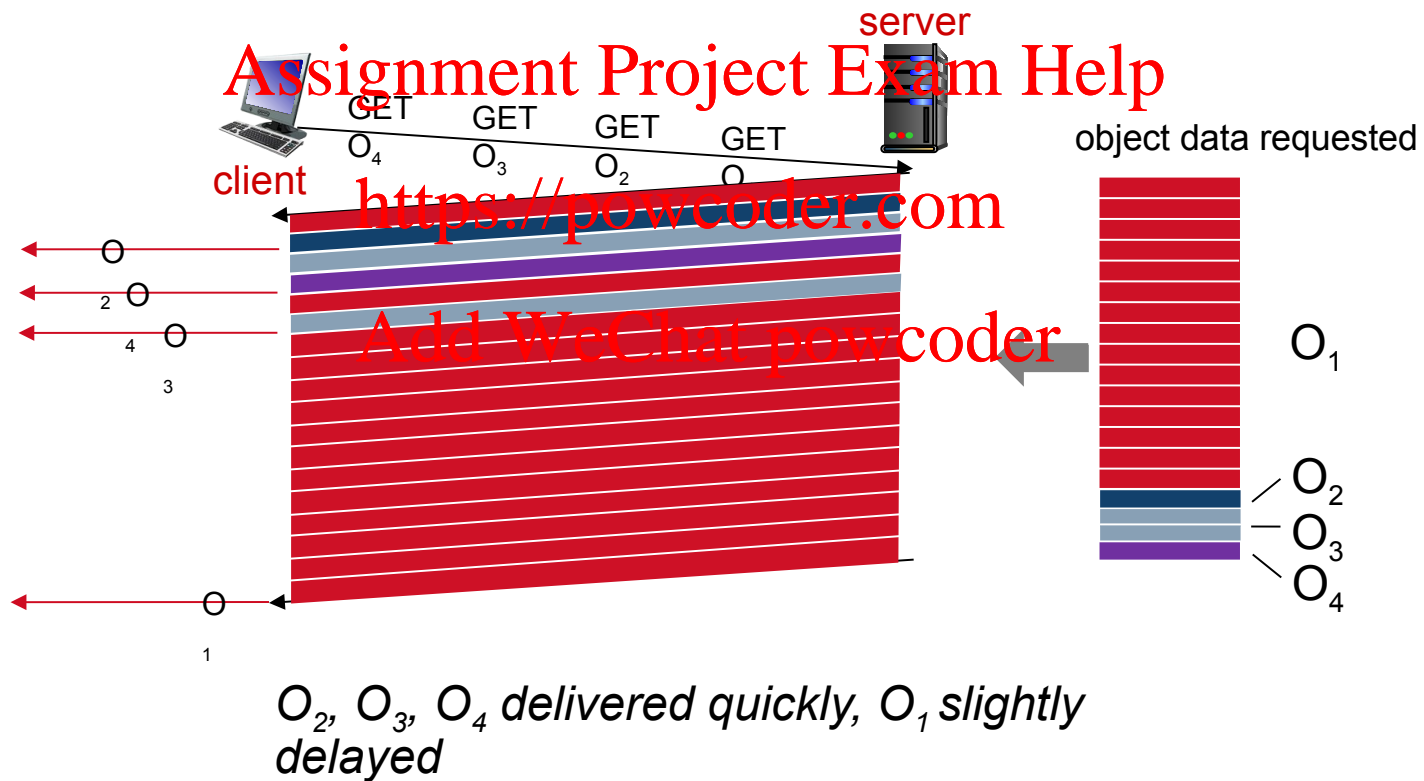 server
Assignment Project Exam Help
GET GET GET GET
O4 O3 O2 O
object data requested
client
https://powcoder.com
O
2 O
4 O
3
Add WeChat powcoder
O1
O2
O3
O4
O
1
O2, O3, O4 delivered quickly, O1 slightly
delayed